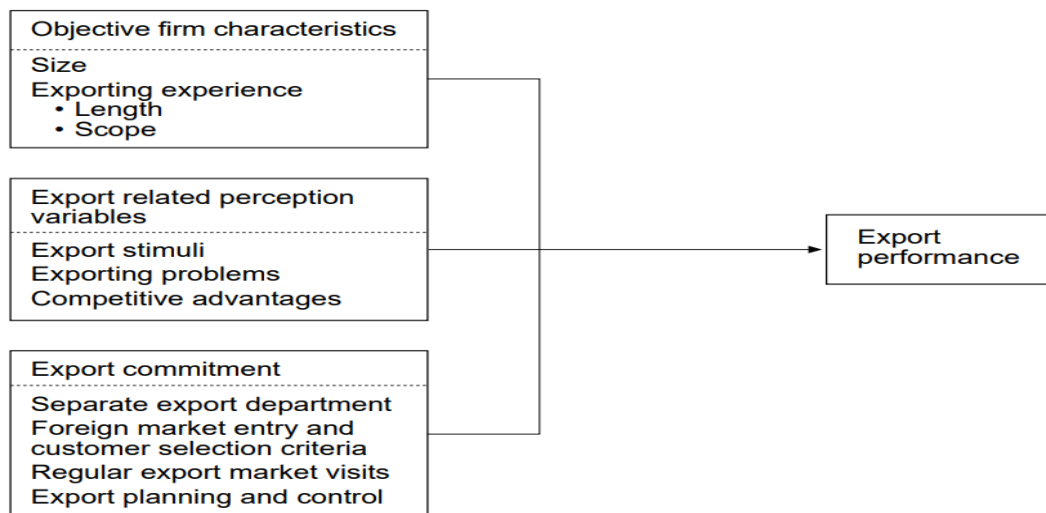 Objective firm characteristics
Size
Exporting experience
• Length
• Scope
Export related perception
variables
Export stimuli
Exporting problems
Competitive advantages
Export commitment
Separate export department
Foreign market entry and
customer selection criteria
Regular export market visits
Export planning and control
Export
performance